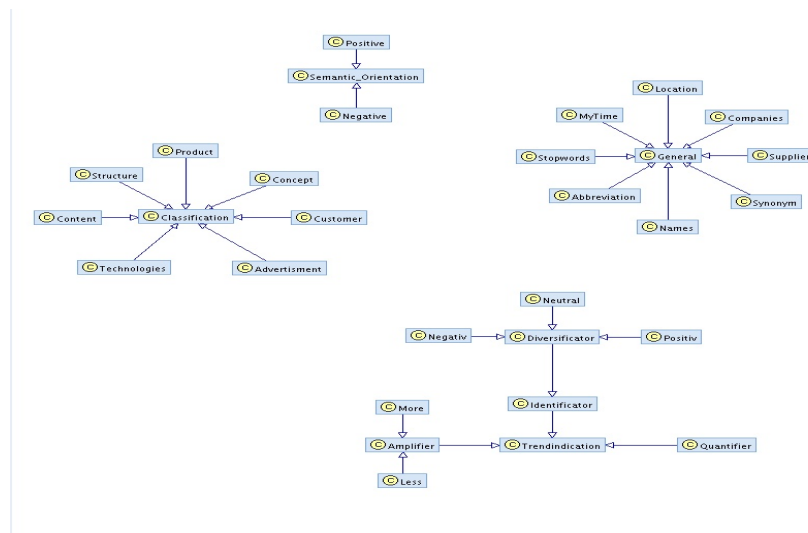 C Positive
C Semantic_Orientation
C Negative
C Location
C MyTime
C Companies
C Stopwords
C General
C Supplier
C Abbreviation
C Synonym
C Names
C Product
C Structure
C Concept
C Content
C Classification
C Customer
C Technologies
C Advertisment
C Neutral
C Negativ
C Diversificator
C Positiv
C More
C Identificator
C Amplifier
C Trendindication
C Quantifier
C Less